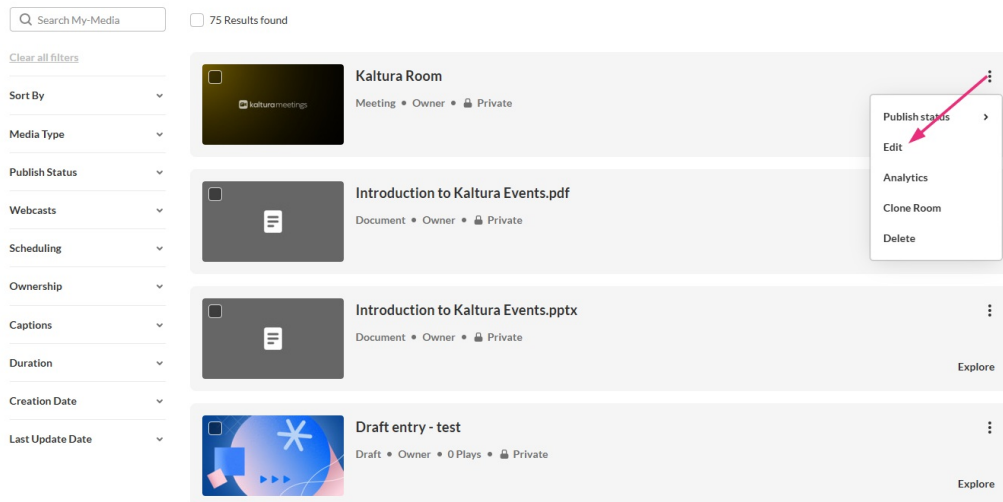 Search My-Media
75 Results found
Clear all filters
Sort By
Media Type
Publish Status
Webcasts
Scheduling
Ownership
Captions
Duration
Creation Date
Last Update Date
kalturameetings
Kaltura Room
Meeting • Owner • Private
Publish status
Edit
Analytics
Clone Room
Delete
Introduction to Kaltura Events.pdf
Document • Owner • Private
Introduction to Kaltura Events.pptx
Document • Owner • Private
Explore
Draft entry - test
Draft • Owner • 0 Plays • Private
Explore